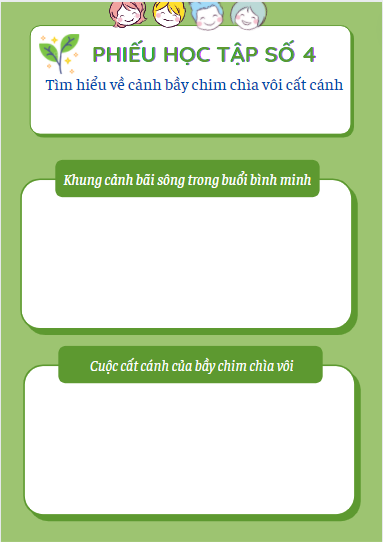 PHIẾU HỌC TẬP SỐ 4
Tìm hiểu về cảnh bầy chim chìa vôi cất cánh
Khung cảnh bãi sông trong buổi bình minh
Cuộc cất cánh của bầy chim chìa vôi